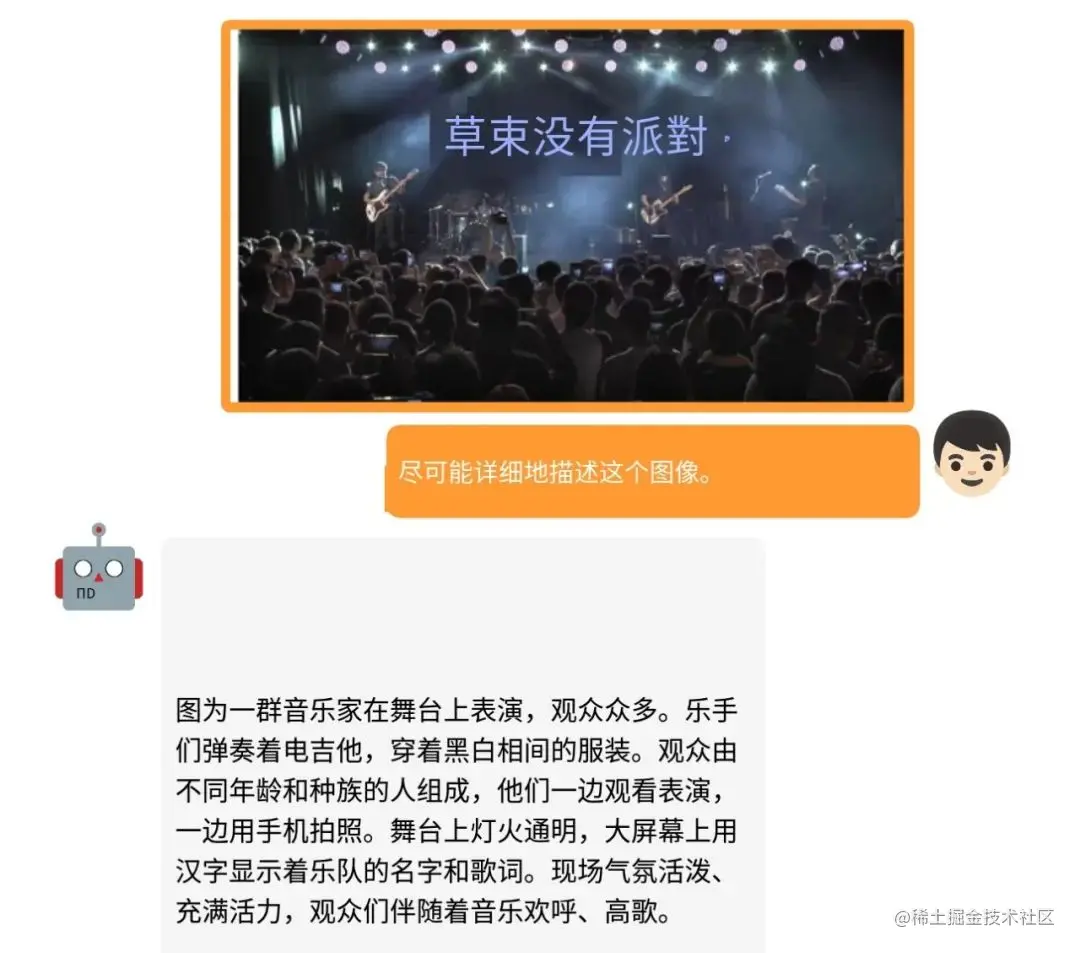 草束没有派對。
尽可能详细地描述这个图像。
ПD
图为一群音乐家在舞台上表演，观众众多。乐手
们弹奏着电吉他，穿着黑白相间的服装。观众由
不同年龄和种族的人组成，他们一边观看表演，
一边用手机拍照。舞台上灯火通明，大屏幕上用
汉字显示着乐队的名字和歌词。现场气氛活泼、
充满活力，观众们伴随着音乐欢呼、高歌。
@稀土掘金技术社区